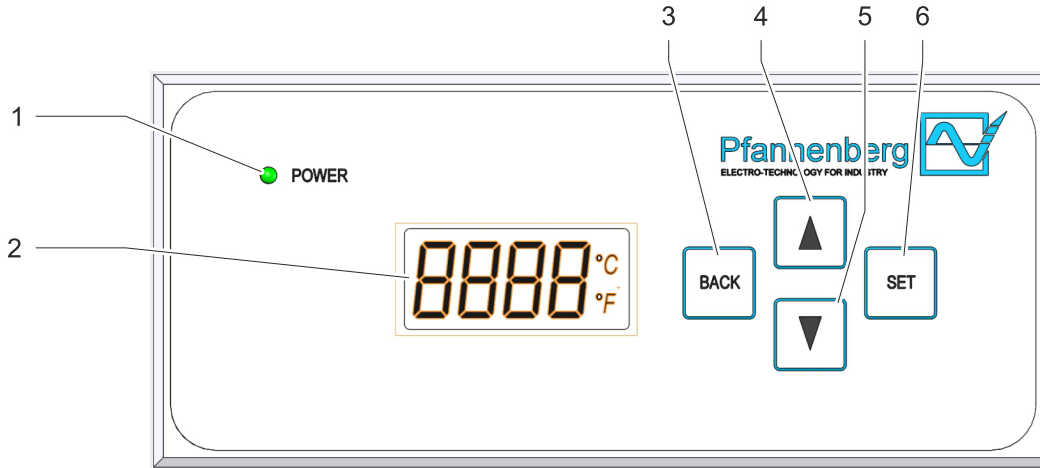 3 4 5 6
1
POWER
Pfannenberg
ELECTRO-TECHNOLOGY FOR INDUSTRY
2
8888 °C
°F
BACK
SET